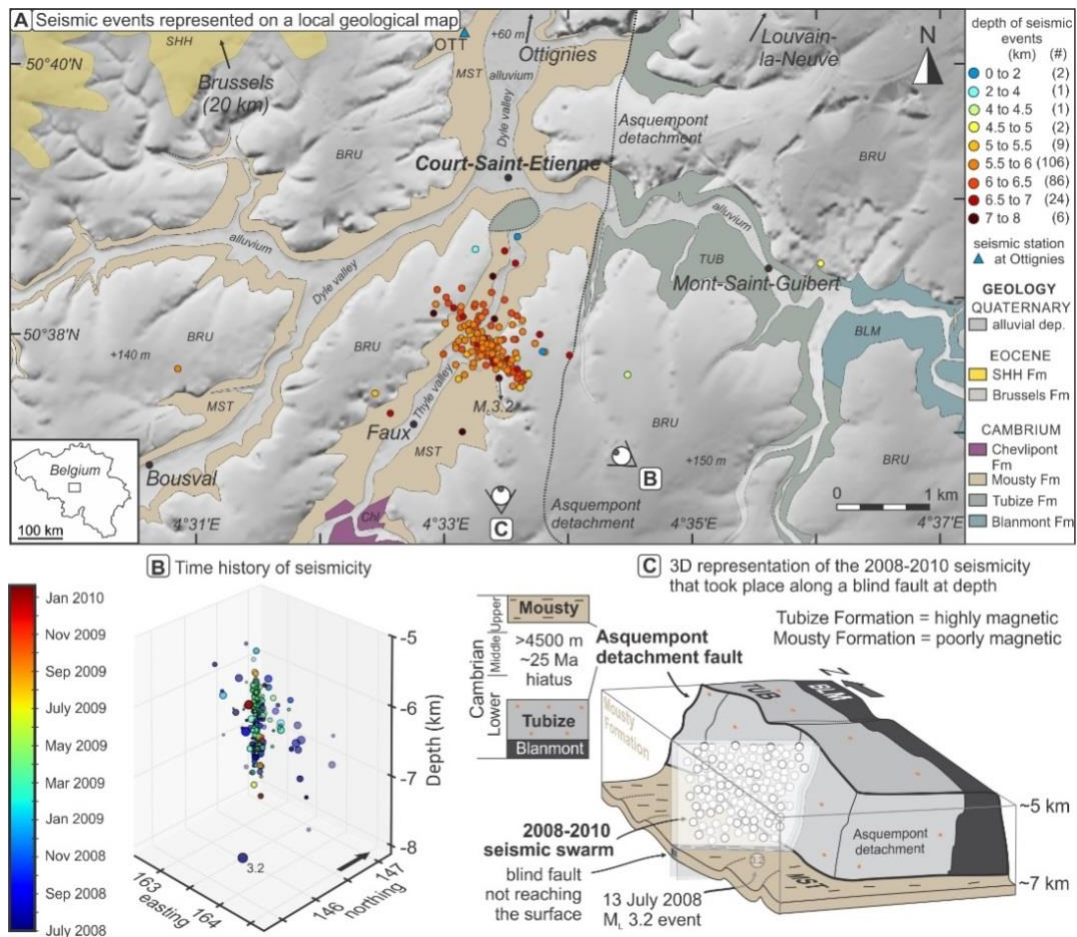 A Seismic events represented on a local geological map
SHH
Brussels
(20 km)
OTT
MST
+60 m
alluvium
Dyle valley
Ottignies
Louvain-
la-Neuve
N
Asquempont
detachment
BRU
BRU
Court-Saint-Etienne
alluvium
Dyle valley
alluvium
TUB
Mont-Saint-Guibert
BLM
BRU
BRU
+140 m
MST
Thyle valley
ML 3.2
Faux
MST
BRU
+150 m
BRU
Bousval
Chl
Asquempont
detachment
B
C
Belgium
100 km
0 1 km
50°40'
50°38'
4°31'
4°33'E
4°35'
4°37'
depth of seismic
events
(km) (#)
0 to 2 (2)
2 to 4 (1)
4 to 4.5 (1)
4.5 to 5 (2)
5 to 5.5 (9)
5.5 to 6 (106)
6 to 6.5 (86)
6.5 to 7 (24)
7 to 8 (6)
seismic station
at Ottignies
GEOLOGY
QUATERNARY
alluvial dep.
EOCENE
SHH Fm
Brussels Fm
CAMBRIUM
Chevlipont
Fm
Mousty Fm
Tubize Fm
Blanmont Fm
B Time history of seismicity
Jan 2010
Nov 2009
Sep 2009
July 2009
May 2009
Mar 2009
Jan 2009
Nov 2008
Sep 2008
July 2008
-5
-6
-7
-8
Depth (km)
3.2
163
164
easting
146
147
northing
C 3D representation of the 2008-2010 seismicity
that took place along a blind fault at depth
Tubize Formation = highly magnetic
Mousty Formation = poorly magnetic
Cambrian
Upper
Middle
Lower
Mousty
>4500 m
~25 Ma
hiatus
Tubize
Blanmont
Asquempont
detachment fault
N
TUB
BLM
Mousty
Formation
Asquempont
detachment
MST
~5 km
~7 km
3.2
2008-2010
seismic swarm
blind fault
not reaching
the surface
13 July 2008
ML 3.2 event